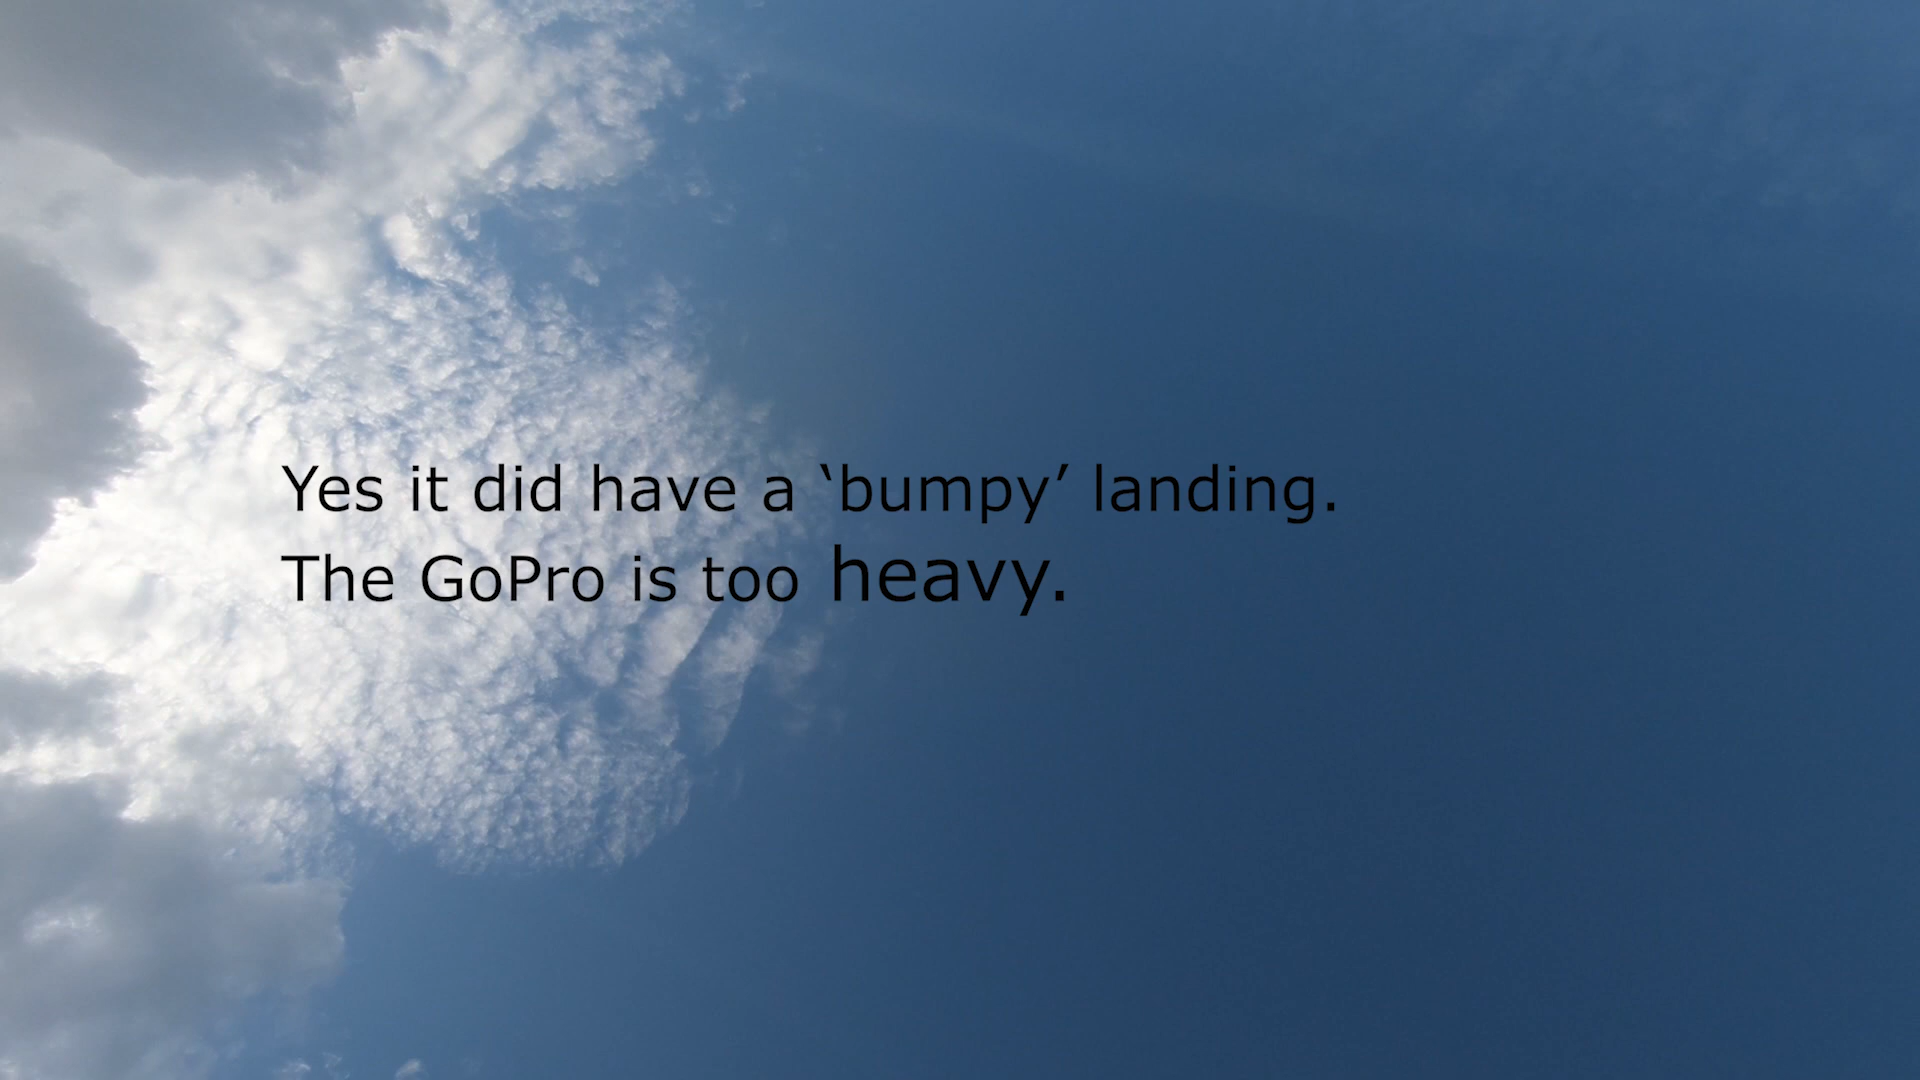 Yes it did have a ‘bumpy’ landing.
The GoPro is too heavy.